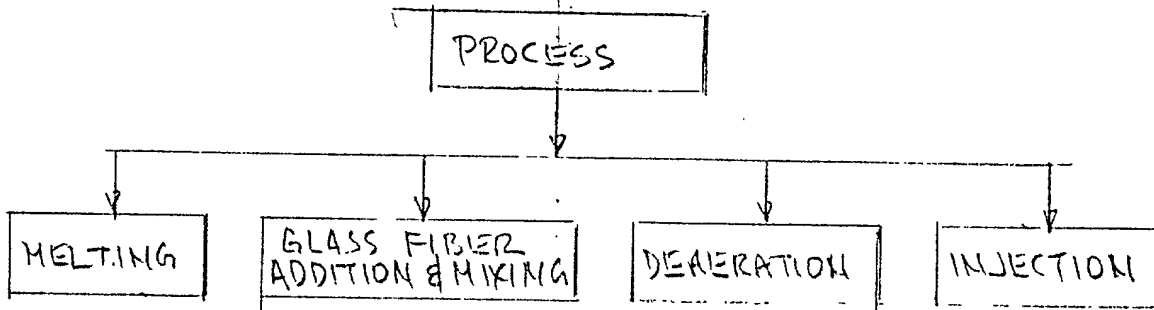 PROCESS
MELTING
GLASS FIBER
ADDITION & MIXING
DEAERATION
INJECTION